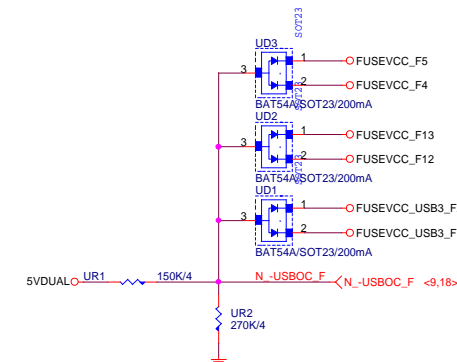 SOT23
UD3
1
FUSEVCC_F5
3
2
FUSEVCC_F4
SOT23
BAT54A/SOT23/200mA
UD2
1
FUSEVCC_F13
3
2
FUSEVCC_F12
SOT23
BAT54A/SOT23/200mA
UD1
1
FUSEVCC_USB3_F
3
2
FUSEVCC_USB3_F
BAT54A/SOT23/200mA
5VDUAL UR1 150K/4 N_-USBOC_F N_-USBOC_F <9,18>
UR2
270K/4